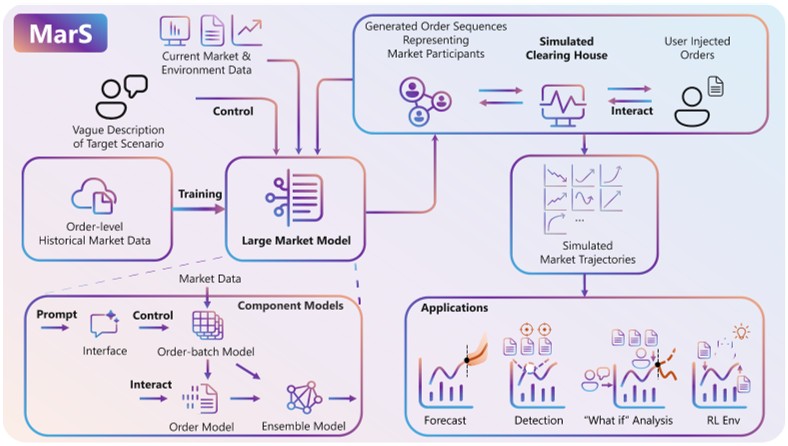 MarS
Current Market &
Environment Data
Vague Description
of Target Scenario
Control
Generated Order Sequences
Representing
Market Participants
Simulated
Clearing House
User Injected
Orders
Interact
Order-level
Historical Market Data
Training
Large Market Model
Simulated
Market Trajectories
Market Data
Component Models
Prompt
Interface
Control
Order-batch Model
Interact
Order Model
Ensemble Model
Applications
Forecast
Detection
“What if” Analysis
RL Env